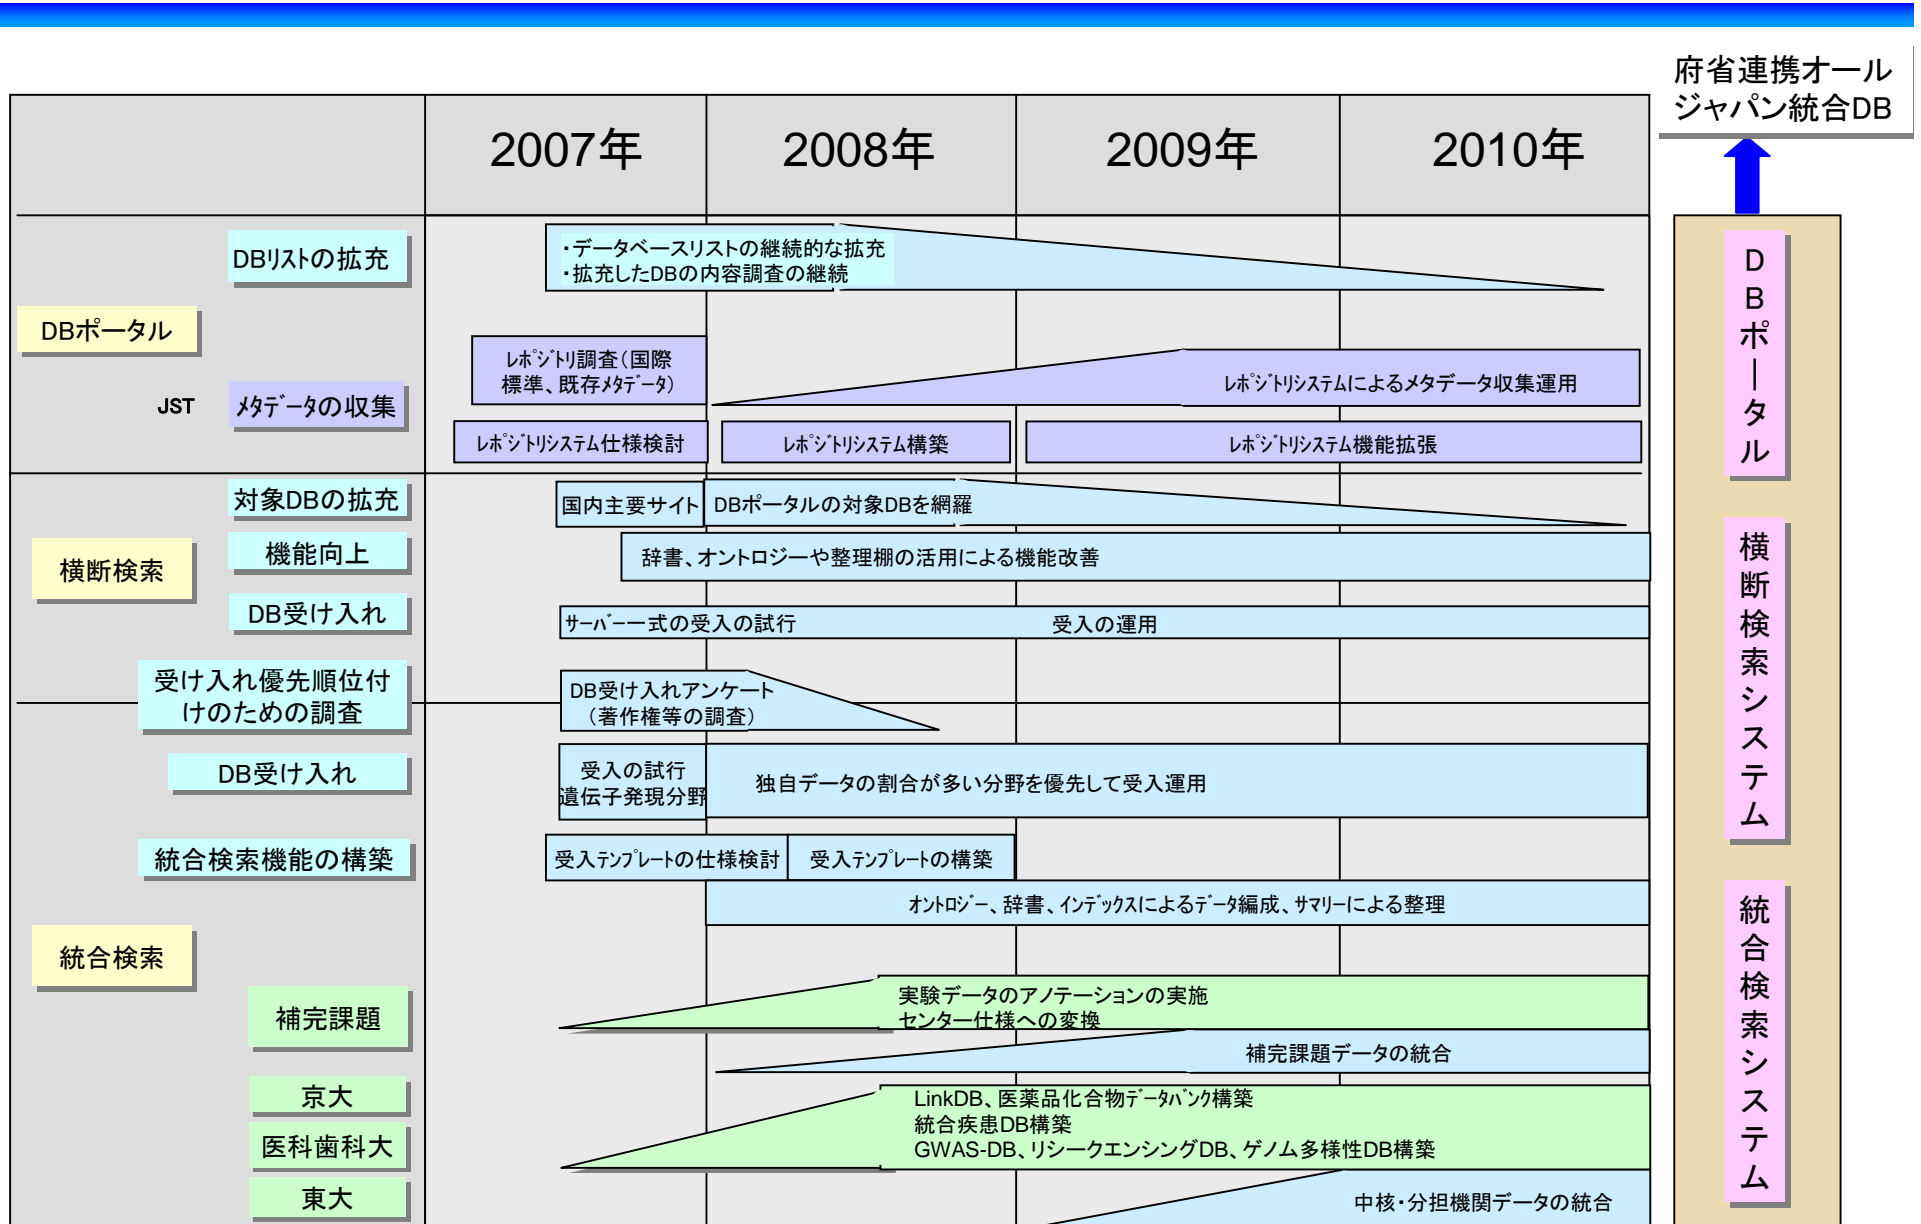 府省連携オール
ジャパン統合DB
2007年
2008年
2009年
2010年
DBリストの拡充
・データベースリストの継続的な拡充
・拡充したDBの内容調査の継続
DBポータル
ﾚﾎﾟｼﾞﾄﾘ調査（国際
標準、既存ﾒﾀﾃﾞｰﾀ）
ﾚﾎﾟｼﾞﾄﾘｼｽﾃﾑによるメタデータ収集運用
JST
ﾒﾀﾃﾞｰﾀの収集
ﾚﾎﾟｼﾞﾄﾘｼｽﾃﾑ仕様検討
ﾚﾎﾟｼﾞﾄﾘｼｽﾃﾑ構築
ﾚﾎﾟｼﾞﾄﾘｼｽﾃﾑ機能拡張
対象DBの拡充
国内主要サイト
DBポータルの対象DBを網羅
横断検索
機能向上
辞書、オントロジーや整理棚の活用による機能改善
DB受け入れ
ｻｰﾊﾞｰ一式の受入の試行
受入の運用
受け入れ優先順位付
けのための調査
DB受け入れアンケート
（著作権等の調査）
DB受け入れ
受入の試行
遺伝子発現分野
独自データの割合が多い分野を優先して受入運用
統合検索機能の構築
受入ﾃﾝﾌﾟﾚｰﾄの仕様検討
受入ﾃﾝﾌﾟﾚｰﾄの構築
ｵﾝﾄﾛｼﾞｰ、辞書、ｲﾝﾃﾞｯｸｽによるﾃﾞｰﾀ編成、サマリーによる整理
統合検索
補完課題
実験データのアノテーションの実施
センター仕様への変換
補完課題データの統合
京大
医科歯科大
東大
LinkDB、医薬品化合物ﾃﾞｰﾀﾊﾞﾝｸ構築
統合疾患DB構築
GWAS-DB、リシークエンシングDB、ゲノム多様性DB構築
中核・分担機関データの統合
DBポータル
横断検索システム
統合検索システム